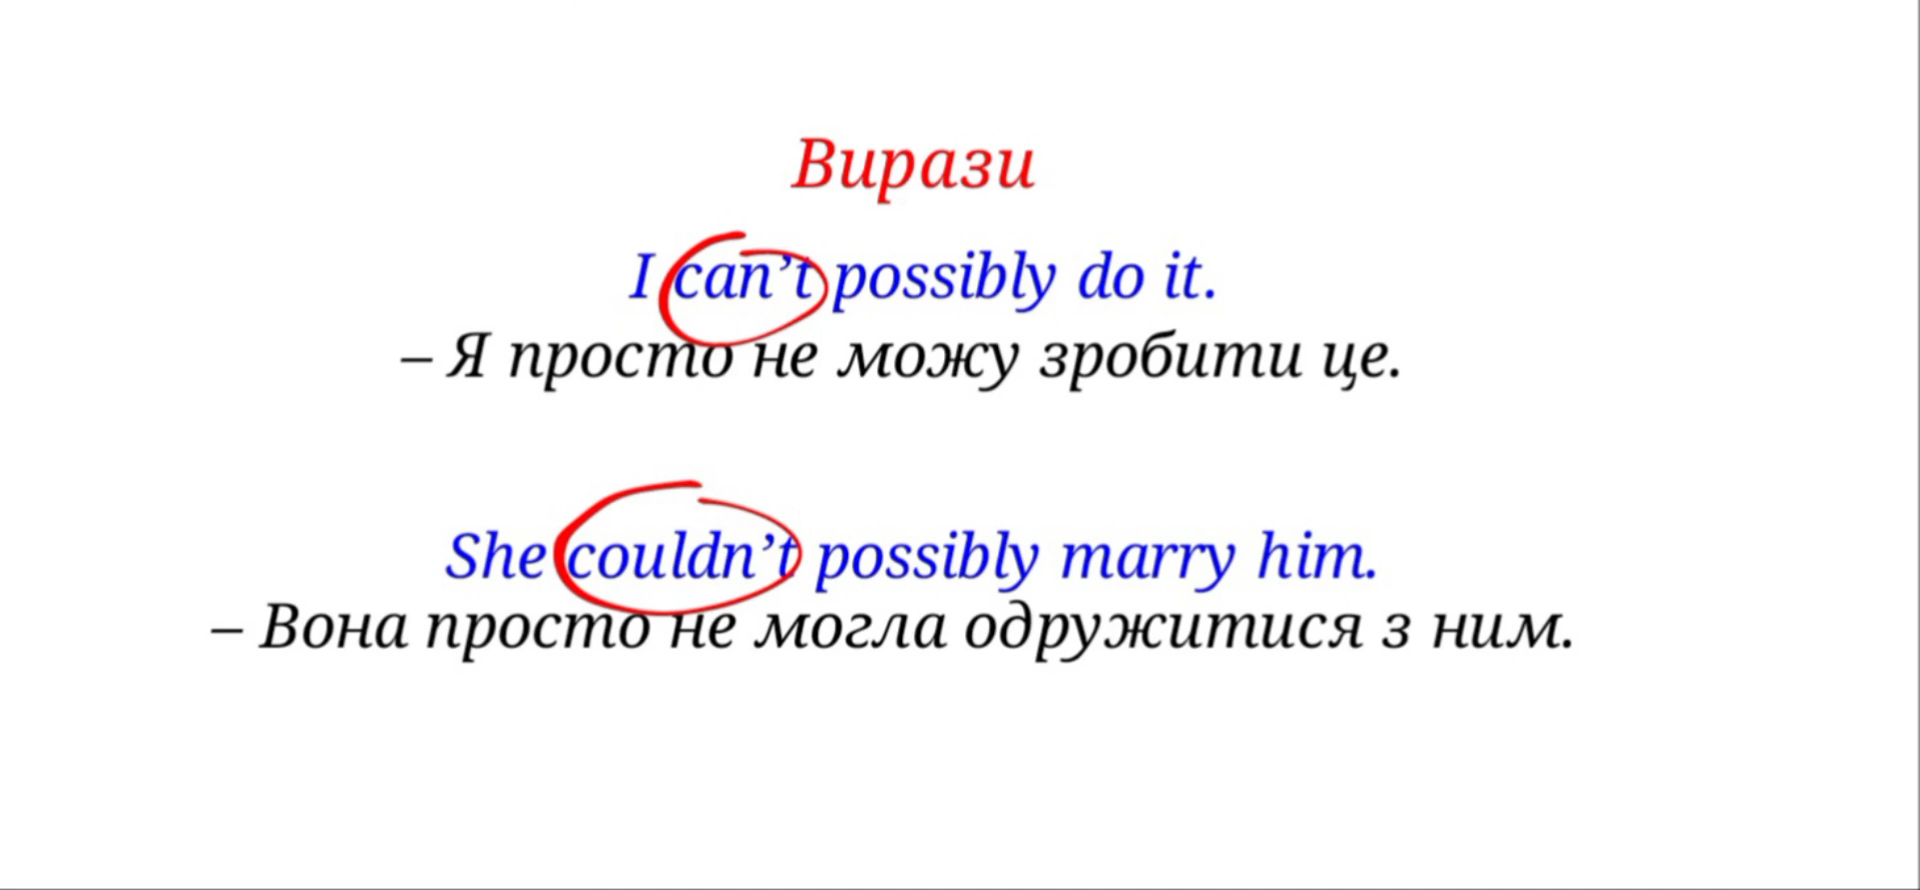 Вирази
I can’t possibly do it.
– Я просто не можу зробити це.
She couldn’t possibly marry him.
– Вона просто не могла одружитися з ним.